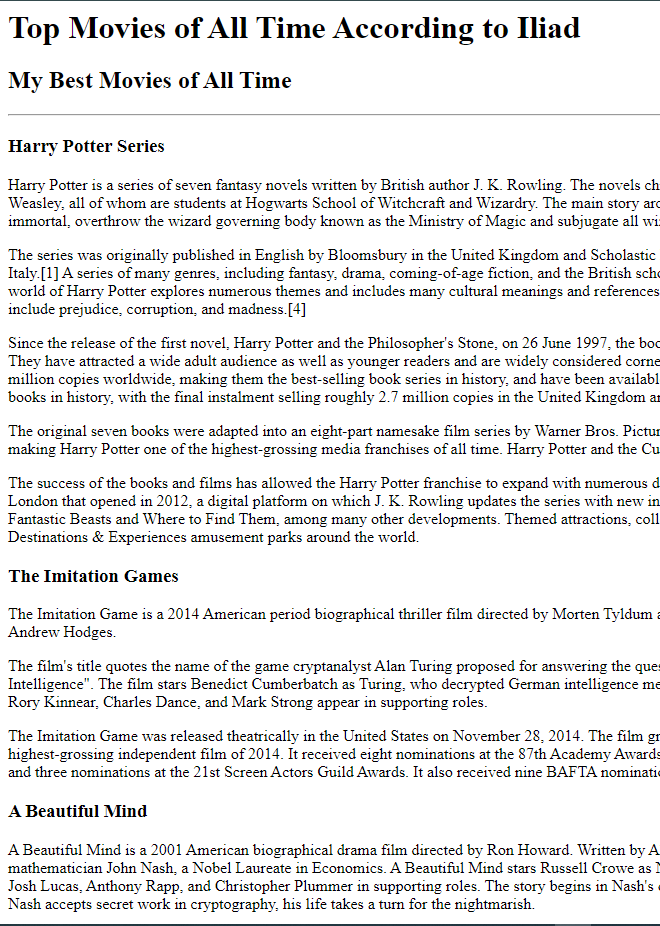 Top Movies of All Time According to Iliad
My Best Movies of All Time
Harry Potter Series
Harry Potter is a series of seven fantasy novels written by British author J. K. Rowling. The novels
Weasley, all of whom are students at Hogwarts School of Witchcraft and Wizardry. The main story
immortal, overthrow the wizard governing body known as the Ministry of Magic and subjugate all
The series was originally published in English by Bloomsbury in the United Kingdom and Scholastic
Italy.[1] A series of many genres, including fantasy, drama, coming-of-age fiction, and the British
world of Harry Potter explores numerous themes and includes many cultural meanings and references
include prejudice, corruption, and madness.[4]
Since the release of the first novel, Harry Potter and the Philosopher's Stone, on 26 June 1997, the
They have attracted a wide adult audience as well as younger readers and are widely considered
million copies worldwide, making them the best-selling book series in history, and have been
books in history, with the final instalment selling roughly 2.7 million copies in the United Kingdom
The original seven books were adapted into an eight-part namesake film series by Warner Bros.
making Harry Potter one of the highest-grossing media franchises of all time. Harry Potter and the
The success of the books and films has allowed the Harry Potter franchise to expand with numerous
London that opened in 2012, a digital platform on which J. K. Rowling updates the series with new
Fantastic Beasts and Where to Find Them, among many other developments. Themed attractions,
Destinations & Experiences amusement parks around the world.
The Imitation Games
The Imitation Game is a 2014 American period biographical thriller film directed by Morten Tyldum
Andrew Hodges.
The film's title quotes the name of the game cryptanalyst Alan Turing proposed for answering the
Intelligence". The film stars Benedict Cumberbatch as Turing, who decrypted German intelligence
Rory Kinnear, Charles Dance, and Mark Strong appear in supporting roles.
The Imitation Game was released theatrically in the United States on November 28, 2014. The film
highest-grossing independent film of 2014. It received eight nominations at the 87th Academy Awards
and three nominations at the 21st Screen Actors Guild Awards. It also received nine BAFTA
A Beautiful Mind
A Beautiful Mind is a 2001 American biographical drama film directed by Ron Howard. Written by
mathematician John Nash, a Nobel Laureate in Economics. A Beautiful Mind stars Russell Crowe as
Josh Lucas, Anthony Rapp, and Christopher Plummer in supporting roles. The story begins in Nash's
Nash accepts secret work in cryptography, his life takes a turn for the nightmarish.